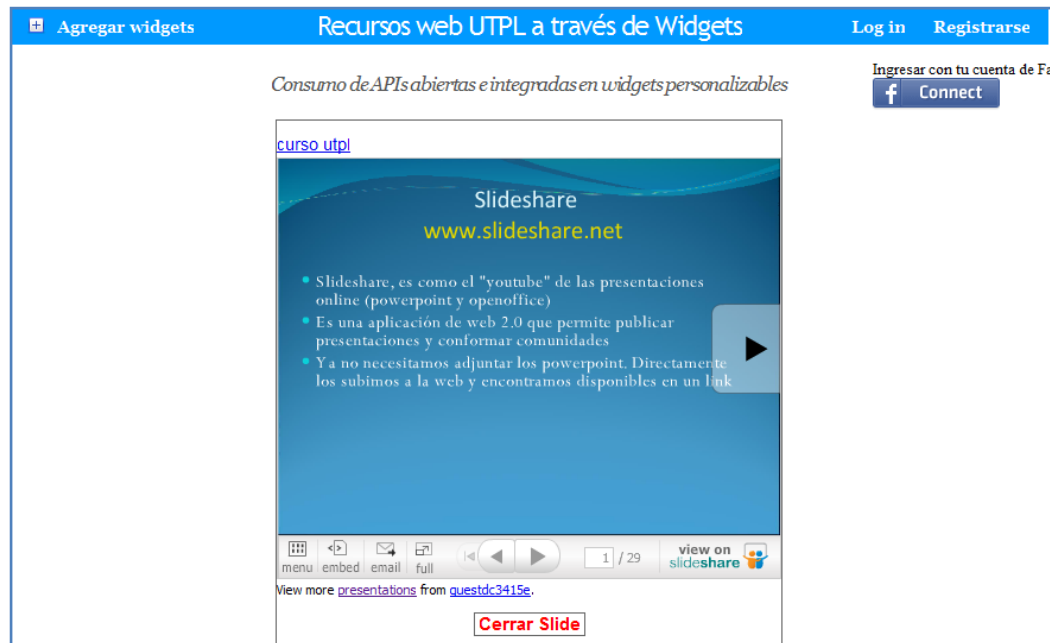 Agregar widgets Recursos web UTPL a través de Widgets Log in Registrarse
Ingresar con tu cuenta de Fa
Consumo de APIs abiertas e integradas en widgets personalizables
f Connect
curso utpl
Slideshare
www.slideshare.net
Slideshare, es como el "youtube" de las presentaciones
online (powerpoint y openoffice)
Es una aplicación de web 2.0 que permite publicar
presentaciones y conformar comunidades
Ya no necesitamos adjuntar los powerpoint. Directamente
los subimos a la web y encontramos disponibles en un link
menu embed email full 1 / 29 view on slideshare
View more presentations from guestdc3415e.
Cerrar Slide